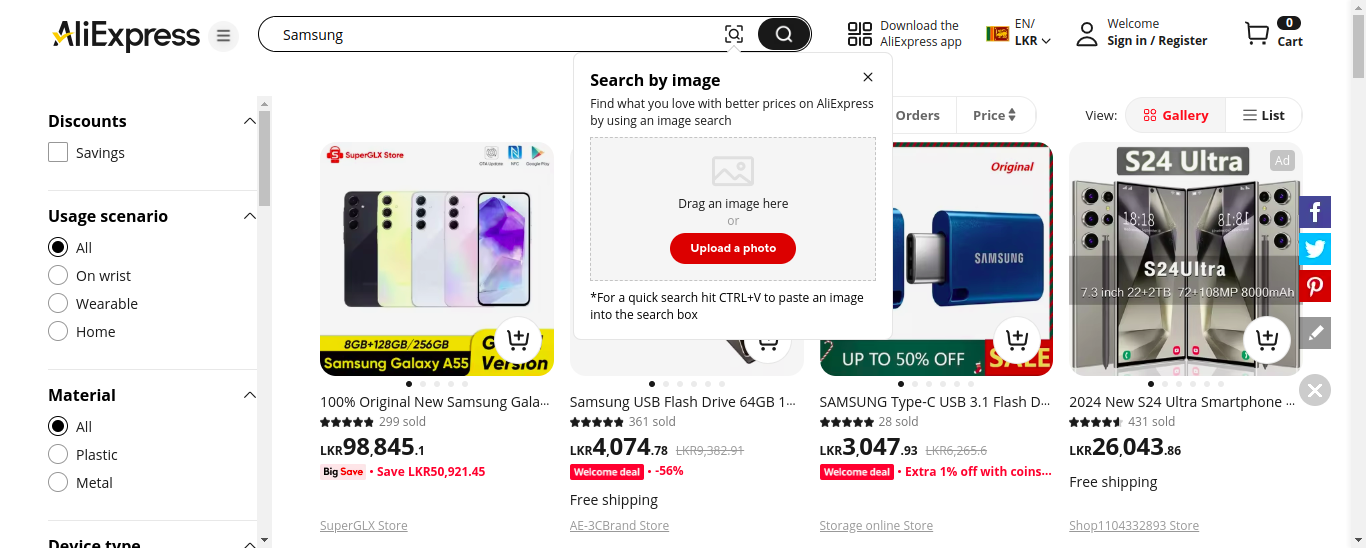 AliExpress
Samsung
Download the
AliExpress app
EN/
LKR
Welcome
Sign in / Register
0
Cart
Search by image
Find what you love with better prices on AliExpress
by using an image search
Drag an image here
or
Upload a photo
*For a quick search hit CTRL+V to paste an image
into the search box
Discounts
Savings
Usage scenario
All
On wrist
Wearable
Home
Material
All
Plastic
Metal
Device type
Orders
Price
View:
Gallery
List
SuperGLX Store
OTA Update
NFC
Google Play
8GB+128GB/256GB
Samsung Galaxy A55
Version
100% Original New Samsung Gala...
299 sold
LKR98,845.1
Big Save
• Save LKR50,921.45
SuperGLX Store
Samsung USB Flash Drive 64GB 1...
361 sold
LKR4,074.78
LKR9,382.91
Welcome deal
• -56%
Free shipping
AE-3CBrand Store
Original
SAMSUNG
UP TO 50% OFF
SALE
SAMSUNG Type-C USB 3.1 Flash D...
28 sold
LKR3,047.93
LKR6,265.6
Welcome deal
• Extra 1% off with coins...
Storage online Store
S24 Ultra
Ad
18:18
S24Ultra
7.3 inch 22+2TB 72+108MP 8000mAh
2024 New S24 Ultra Smartphone ...
431 sold
LKR26,043.86
Free shipping
Shop1104332893 Store